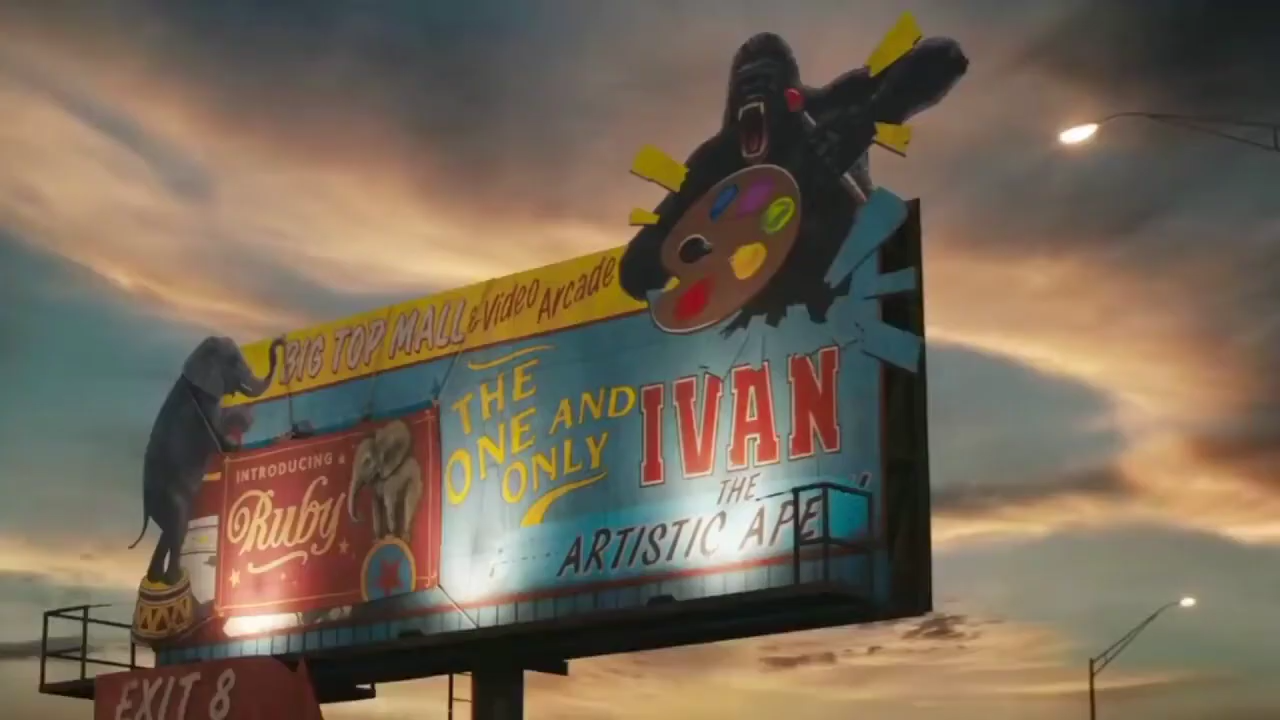 BIG TOP MALL & Video Arcade
INTRODUCING
Ruby
THE
ONE AND
ONLY
IVAN
THE
ARTISTIC APE
EXIT 8